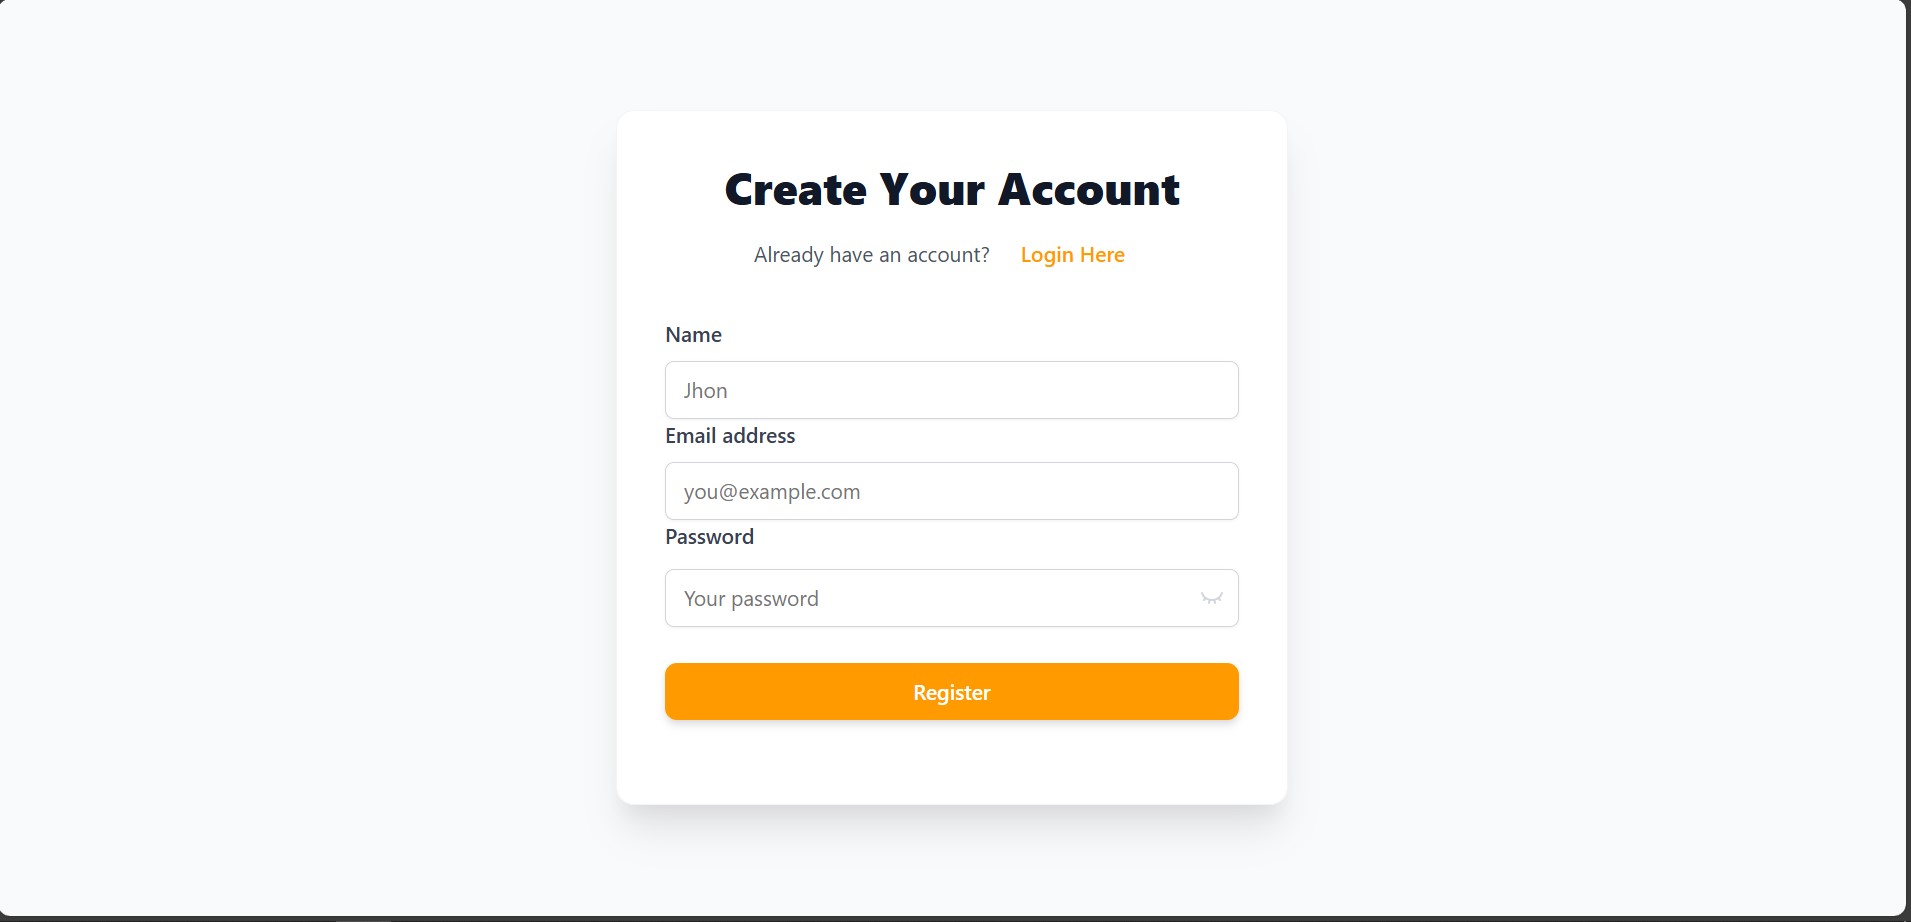 Create Your Account
Already have an account? Login Here
Name
Jhon
Email address
you@example.com
Password
Your password
Register